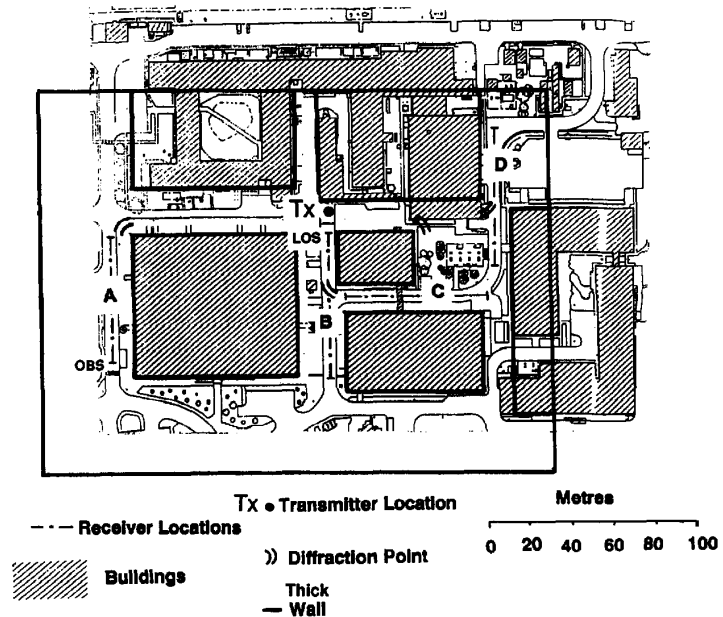 T
D
Tx
LOS T
A
C
B
OBS
Tx ● Transmitter Location
Metres
Receiver Locations
0 20 40 60 80 100
)) Diffraction Point
Buildings
Thick
Wall